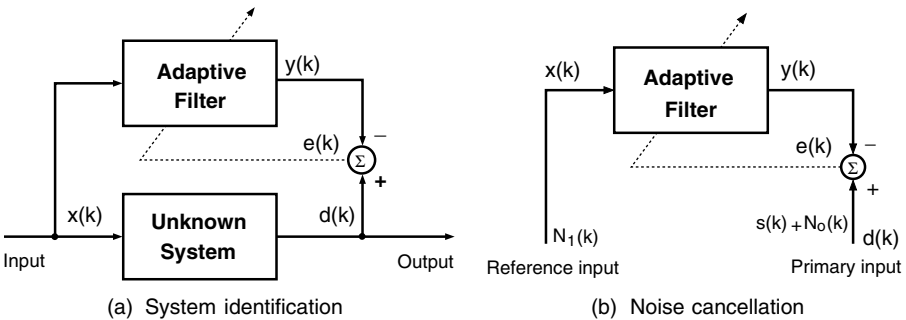 Adaptive
Filter
y(k)
−
e(k)
Σ
+
x(k)
Unknown
System
d(k)
Input
Output
(a) System identification
x(k)
Adaptive
Filter
y(k)
−
e(k)
Σ
+
N₁(k)
s(k) + N₀(k)
d(k)
Reference input
Primary input
(b) Noise cancellation